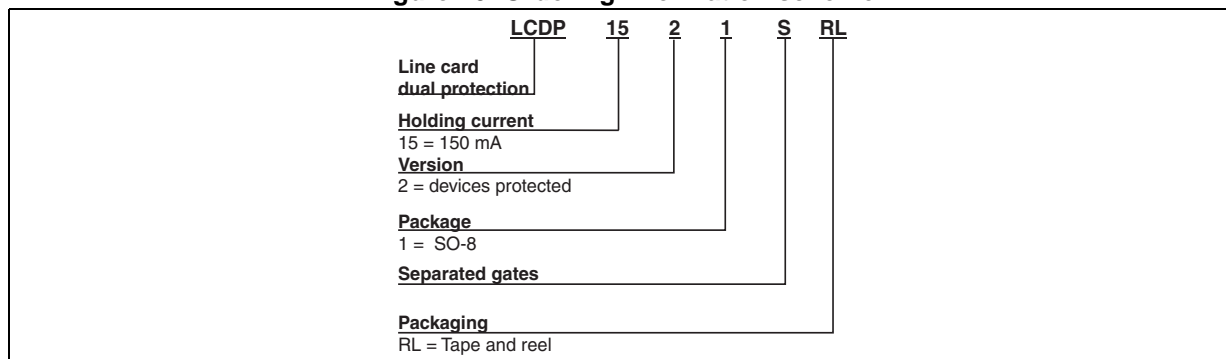 LCDP 15 2 1 S RL
Line card
dual protection
Holding current
15 = 150 mA
Version
2 = devices protected
Package
1 = SO-8
Separated gates
Packaging
RL = Tape and reel